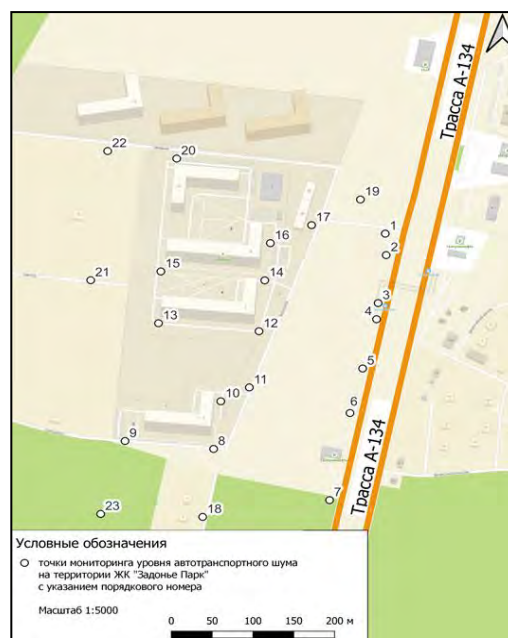 Трасса А-134
22
20
19
17
1
16
2
21
15
14
3
4
13
12
5
11
10
6
9
8
7
Трасса А-134
23
18
Условные обозначения
точки мониторинга уровня автотранспортного шума
на территории ЖК "Задонье Парк"
с указанием порядкового номера
Масштаб 1:5000
0 50 100 150 200 м